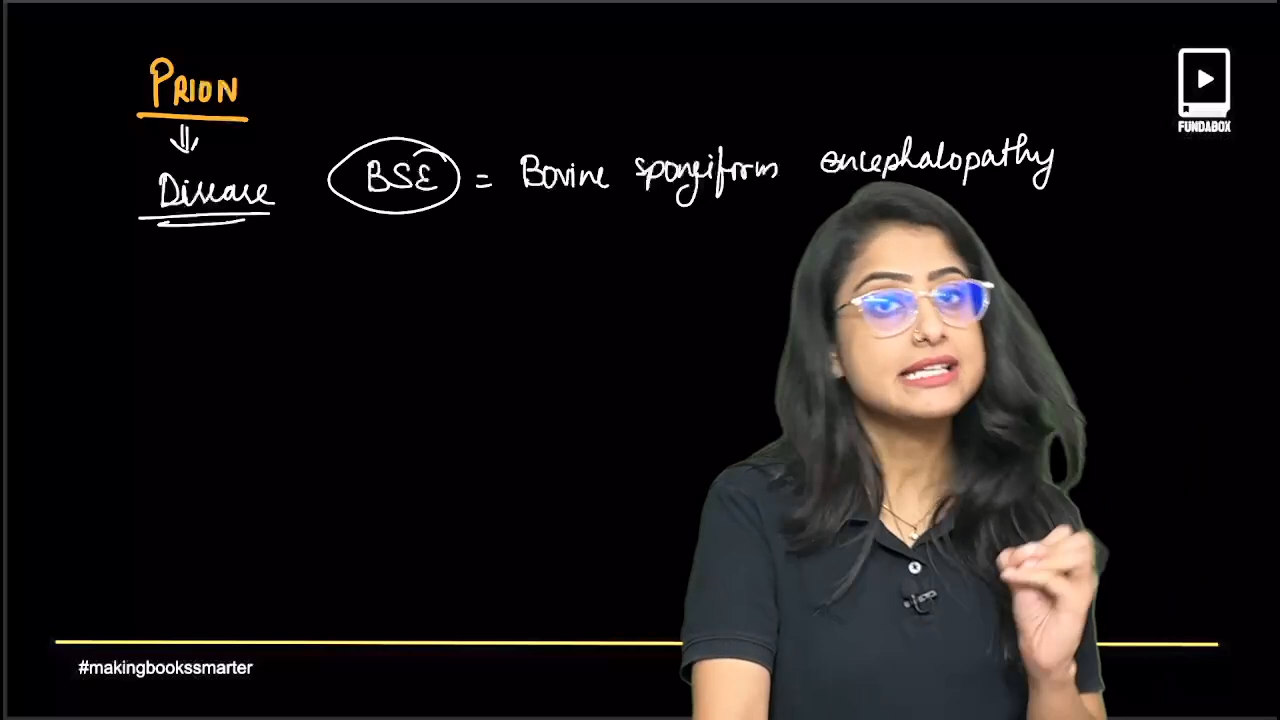 PRION
FUNDABOX
Disease BSE = Bovine spongiform encephalopathy
#makingbookssmarter